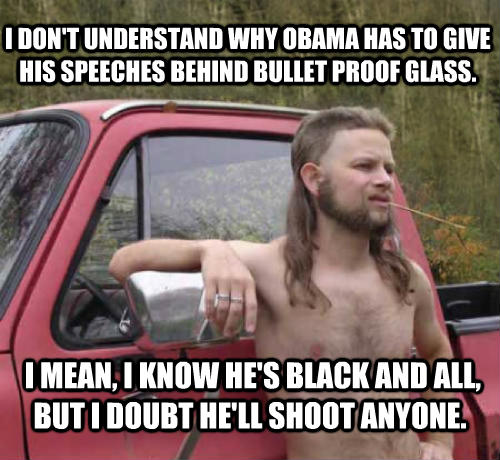 I DON'T UNDERSTAND WHY OBAMA HAS TO GIVE
HIS SPEECHES BEHIND BULLET PROOF GLASS.
I MEAN, I KNOW HE'S BLACK AND ALL,
BUT I DOUBT HE'LL SHOOT ANYONE.